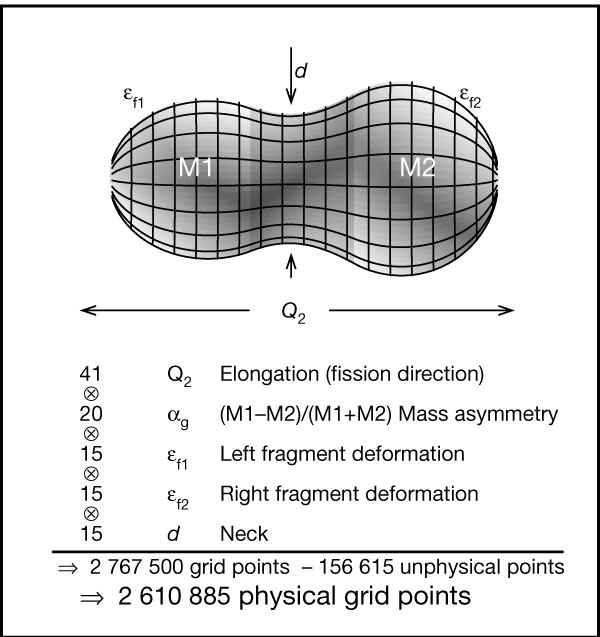 d
εf1
εf2
M1
M2
Q2
41 Q2 Elongation (fission direction)
⊗
20 αg (M1–M2)/(M1+M2) Mass asymmetry
⊗
15 εf1 Left fragment deformation
⊗
15 εf2 Right fragment deformation
⊗
15 d Neck
⇒ 2 767 500 grid points – 156 615 unphysical points
⇒ 2 610 885 physical grid points